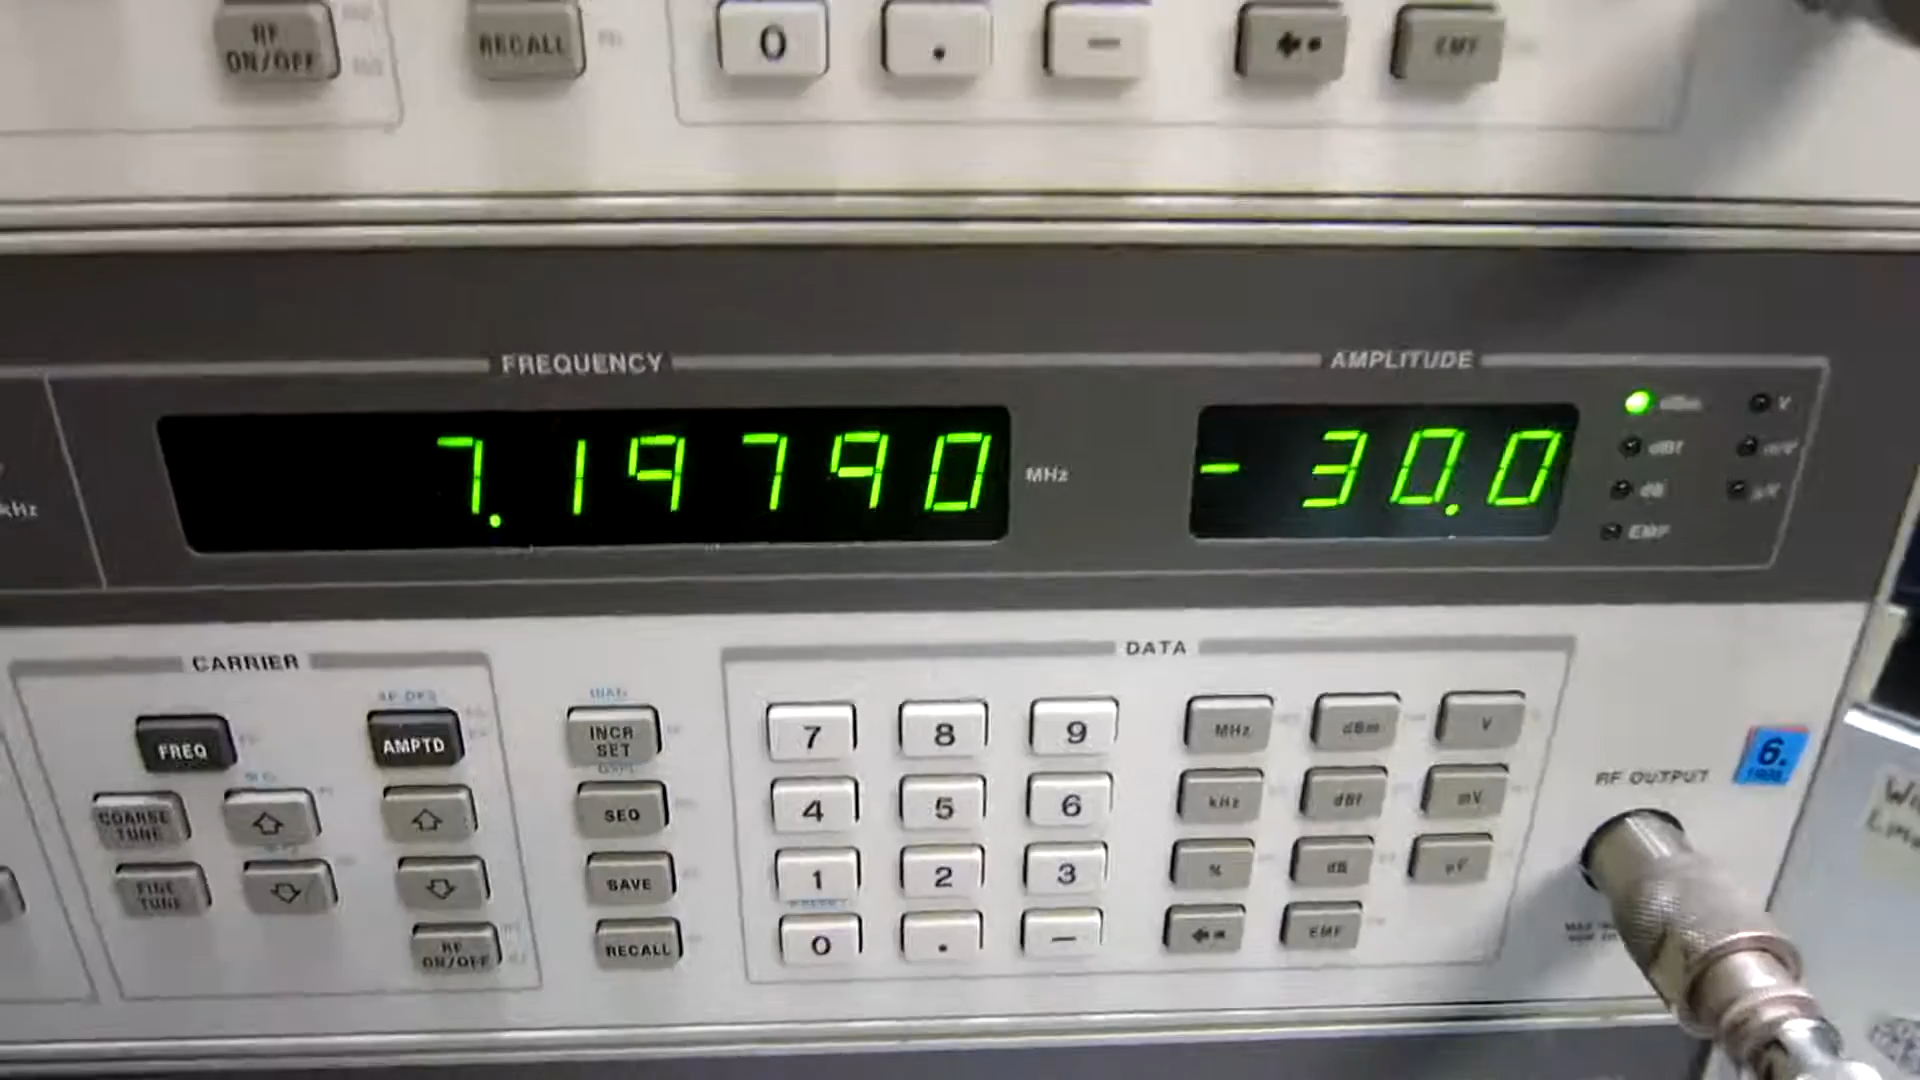 RF
ON/OFF
RECALL
0 . − ⬅• EMF
FREQUENCY
AMPLITUDE
7.19790 MHz
- 30.0
dBm V
dBf mV
dB µV
EMF
kHz
CARRIER
DATA
FREQ
AMPTD
COARSE
TUNE
FINE
TUNE
RF
ON/OFF
INCR
SET
SEQ
SAVE
RECALL
7 8 9 MHz dBm V
4 5 6 kHz dBf mV
1 2 3 % dB µV
0 . − ⬅• EMF
RF OUTPUT
6.